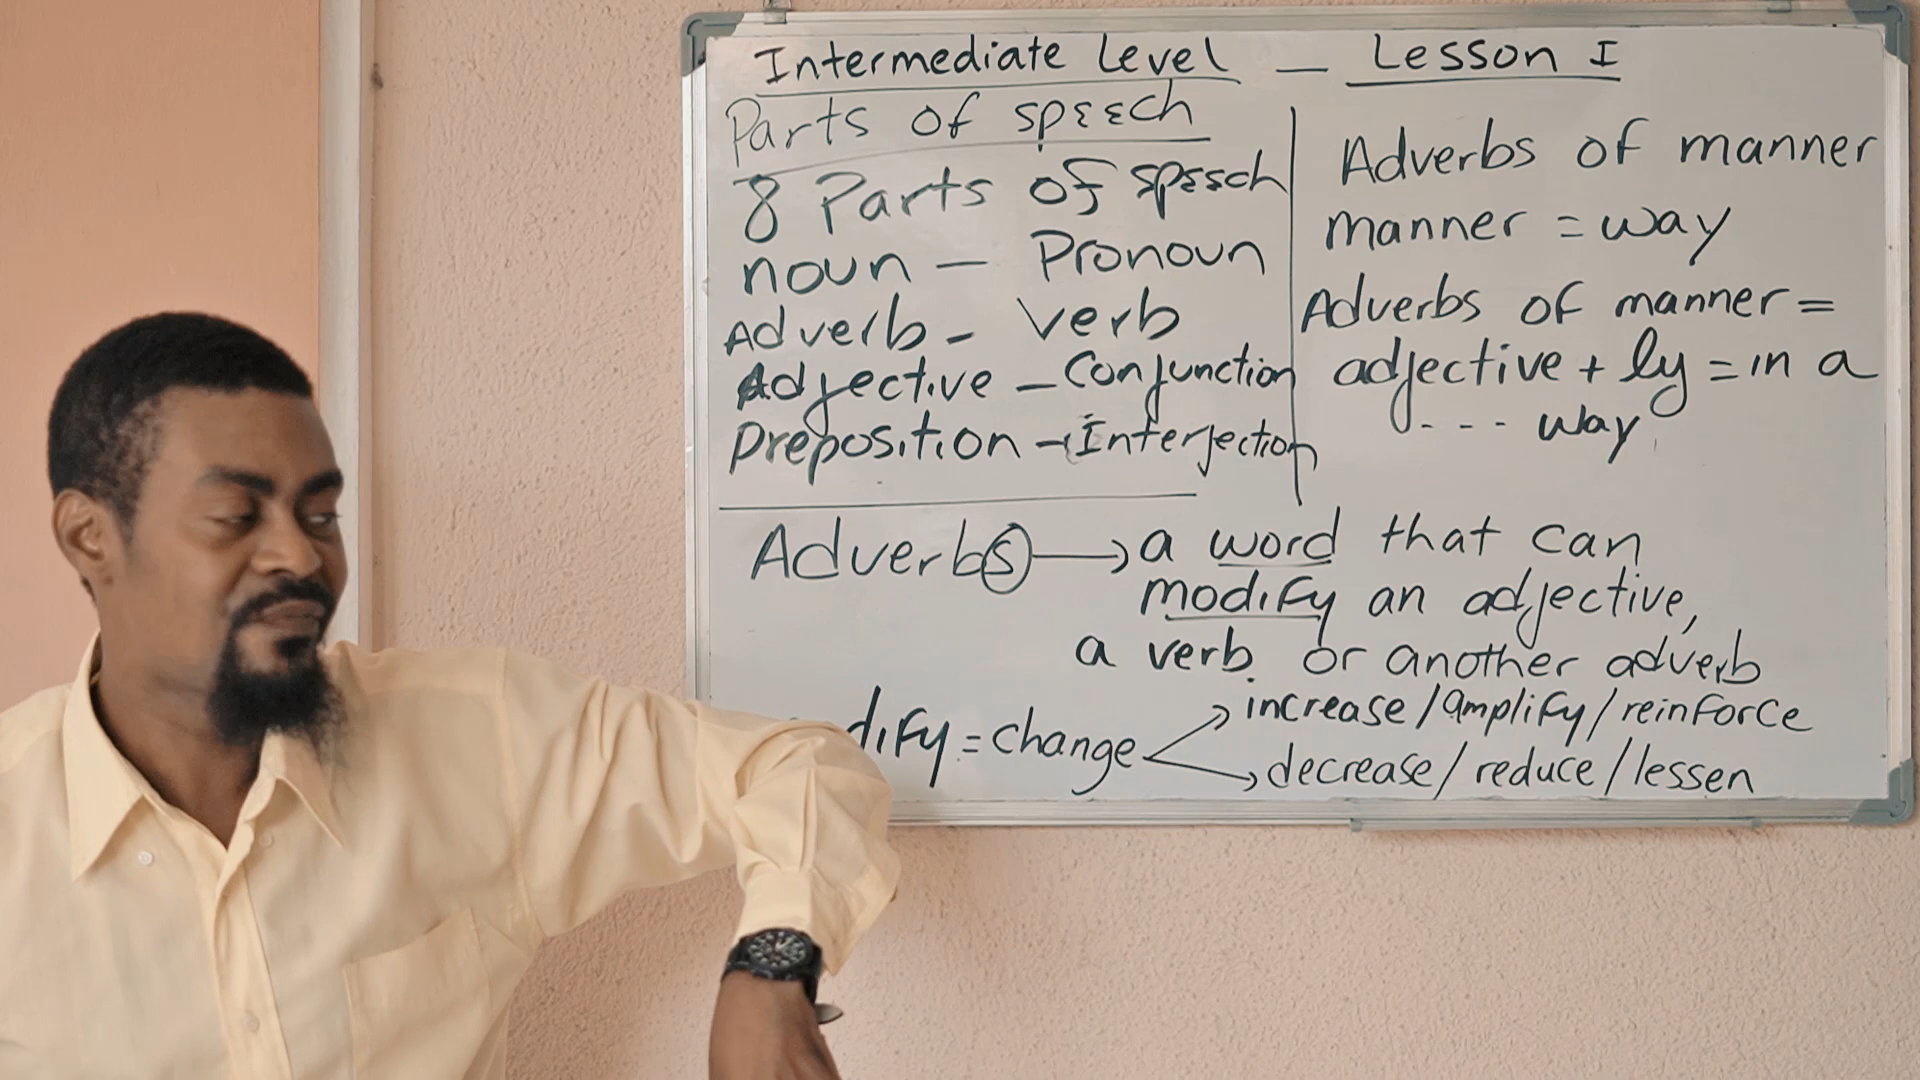 Intermediate Level — Lesson I
Parts of speech
8 Parts of speech
noun — Pronoun
Adverb - Verb
Adjective - Conjunction
Preposition - Interjection
Adverbs of manner
manner = way
Adverbs of manner =
adjective + ly = in a
---- way
Adverbs → a word that can
modify an adjective,
a verb or another adverb
= change
increase/amplify/reinforce
decrease/reduce/lessen